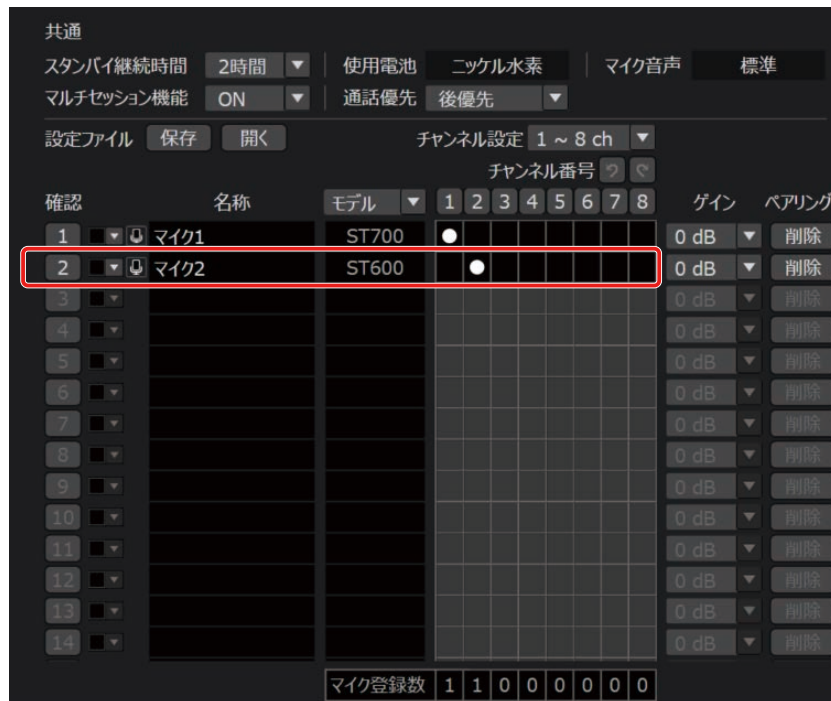 共通
スタンバイ継続時間 2時間 ▼ 使用電池 ニッケル水素 マイク音声 標準
マルチセッション機能 ON ▼ 通話優先 後優先 ▼
設定ファイル 保存 開く チャンネル設定 1 ~ 8 ch ▼
チャンネル番号
確認 名称 モデル ▼ 1 2 3 4 5 6 7 8 ゲイン ペアリング
1 マイク1 ST700 ● 0 dB ▼ 削除
2 マイク2 ST600 ● 0 dB ▼ 削除
3 0 dB ▼ 削除
4 0 dB ▼ 削除
5 0 dB ▼ 削除
6 0 dB ▼ 削除
7 0 dB ▼ 削除
8 0 dB ▼ 削除
9 0 dB ▼ 削除
10 0 dB ▼ 削除
11 0 dB ▼ 削除
12 0 dB ▼ 削除
13 0 dB ▼ 削除
14 0 dB ▼ 削除
マイク登録数 1 1 0 0 0 0 0 0